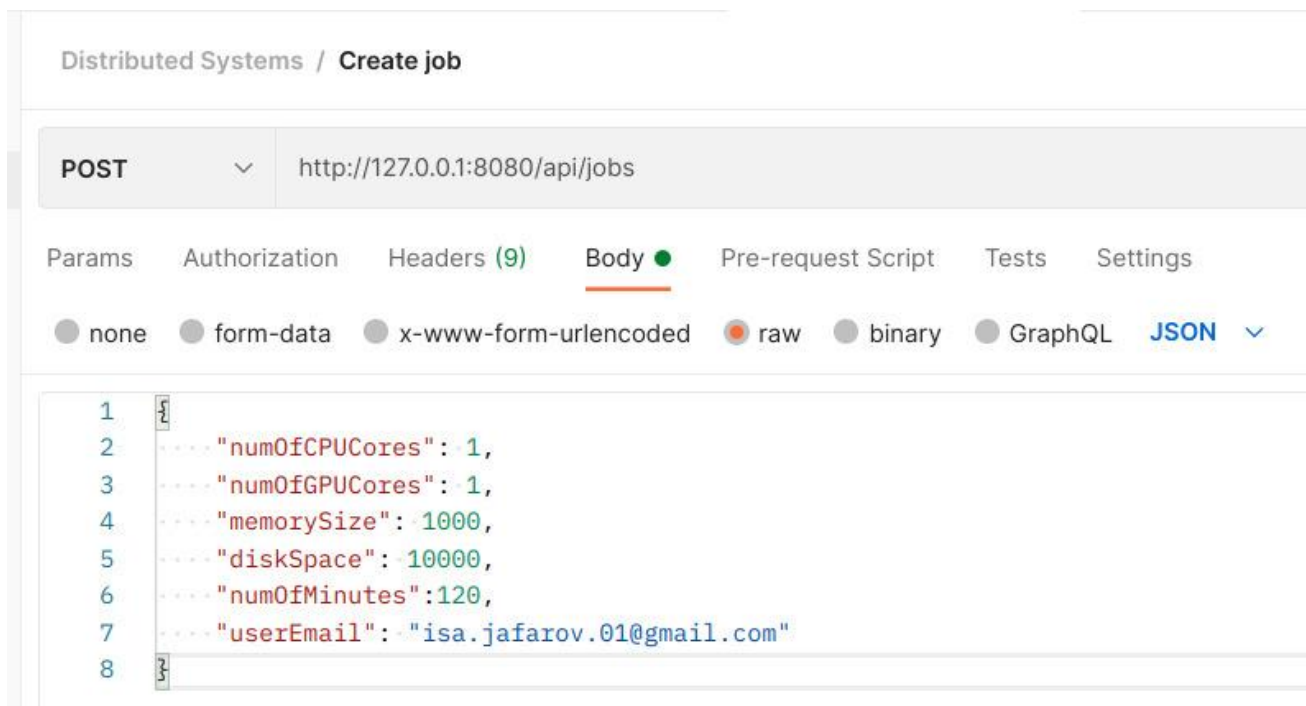 Distributed Systems / Create job
POST http://127.0.0.1:8080/api/jobs
Params Authorization Headers (9) Body Pre-request Script Tests Settings
none form-data x-www-form-urlencoded raw binary GraphQL JSON
1 {
2 "numOfCPUCores": 1,
3 "numOfGPUCores": 1,
4 "memorySize": 1000,
5 "diskSpace": 10000,
6 "numOfMinutes":120,
7 "userEmail": "isa.jafarov.01@gmail.com"
8 }